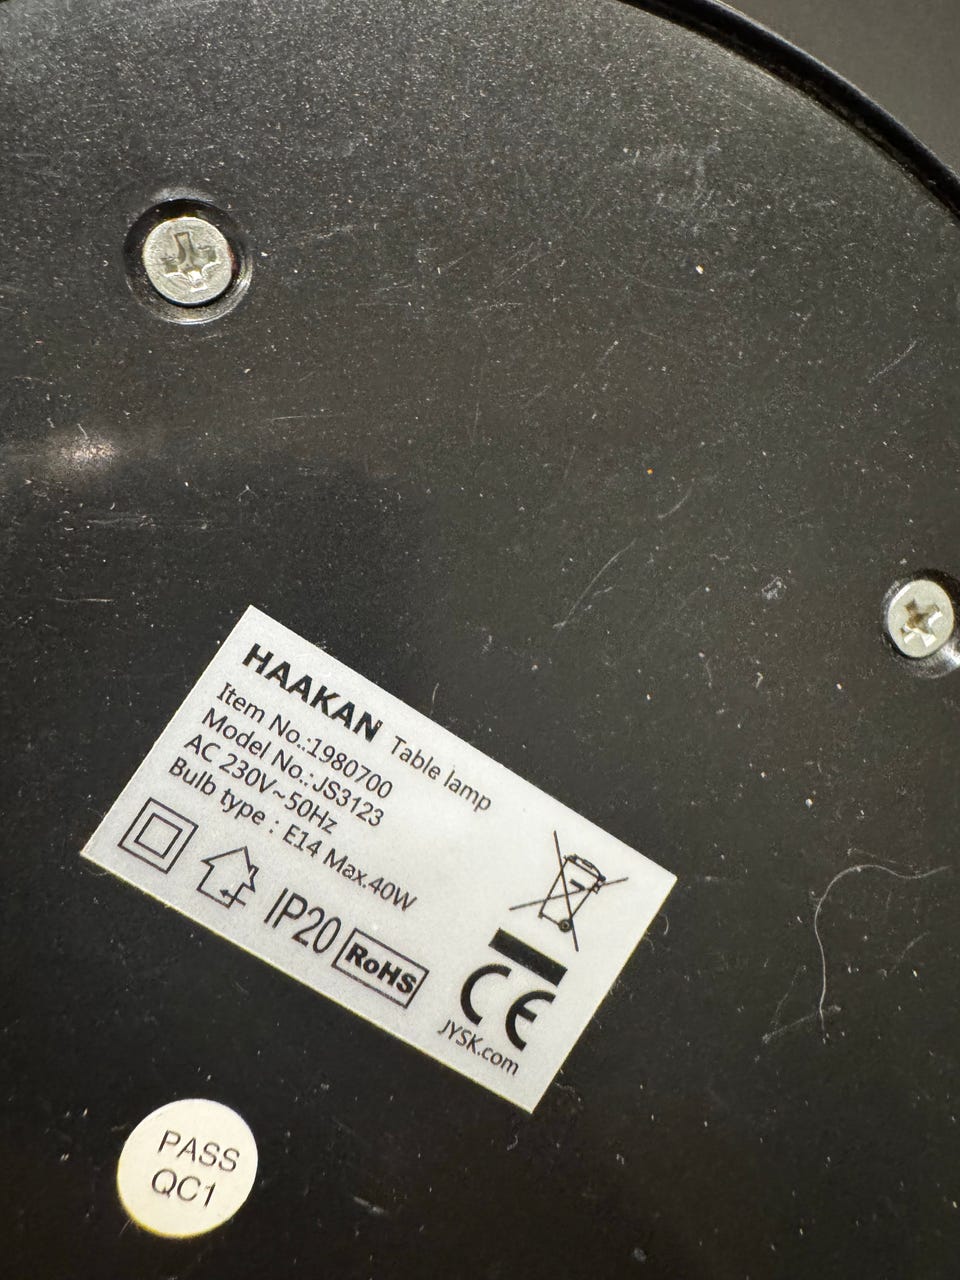 HAAKAN Table lamp
Item No.:1980700
Model No.:JS3123
AC 230V~50Hz
Bulb type : E14 Max.40W
IP20
RoHS
CE
JYSK.com
PASS
QC1